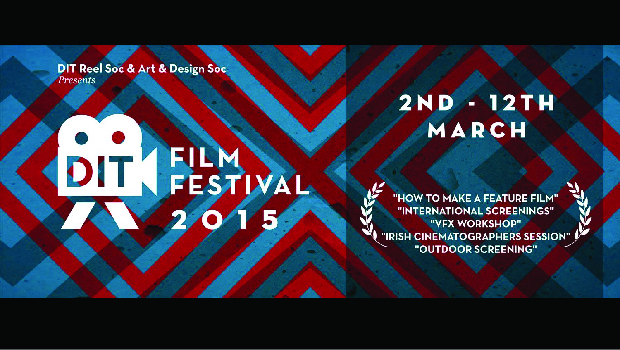 DIT Reel Soc & Art & Design Soc
Presents
DIT
FILM
FESTIVAL
2015
2ND - 12TH
MARCH
"HOW TO MAKE A FEATURE FILM"
"INTERNATIONAL SCREENINGS"
"VFX WORKSHOP"
"IRISH CINEMATOGRAPHERS SESSION"
"OUTDOOR SCREENING"